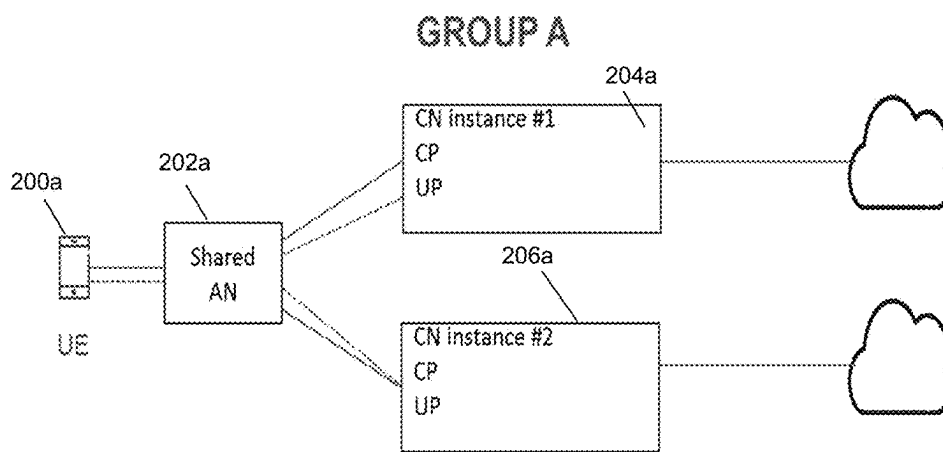 GROUP A
204a
CN instance #1
CP
UP
202a
200a
Shared
AN
UE
206a
CN instance #2
CP
UP